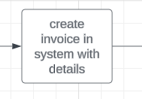 create
invoice in
system with
details